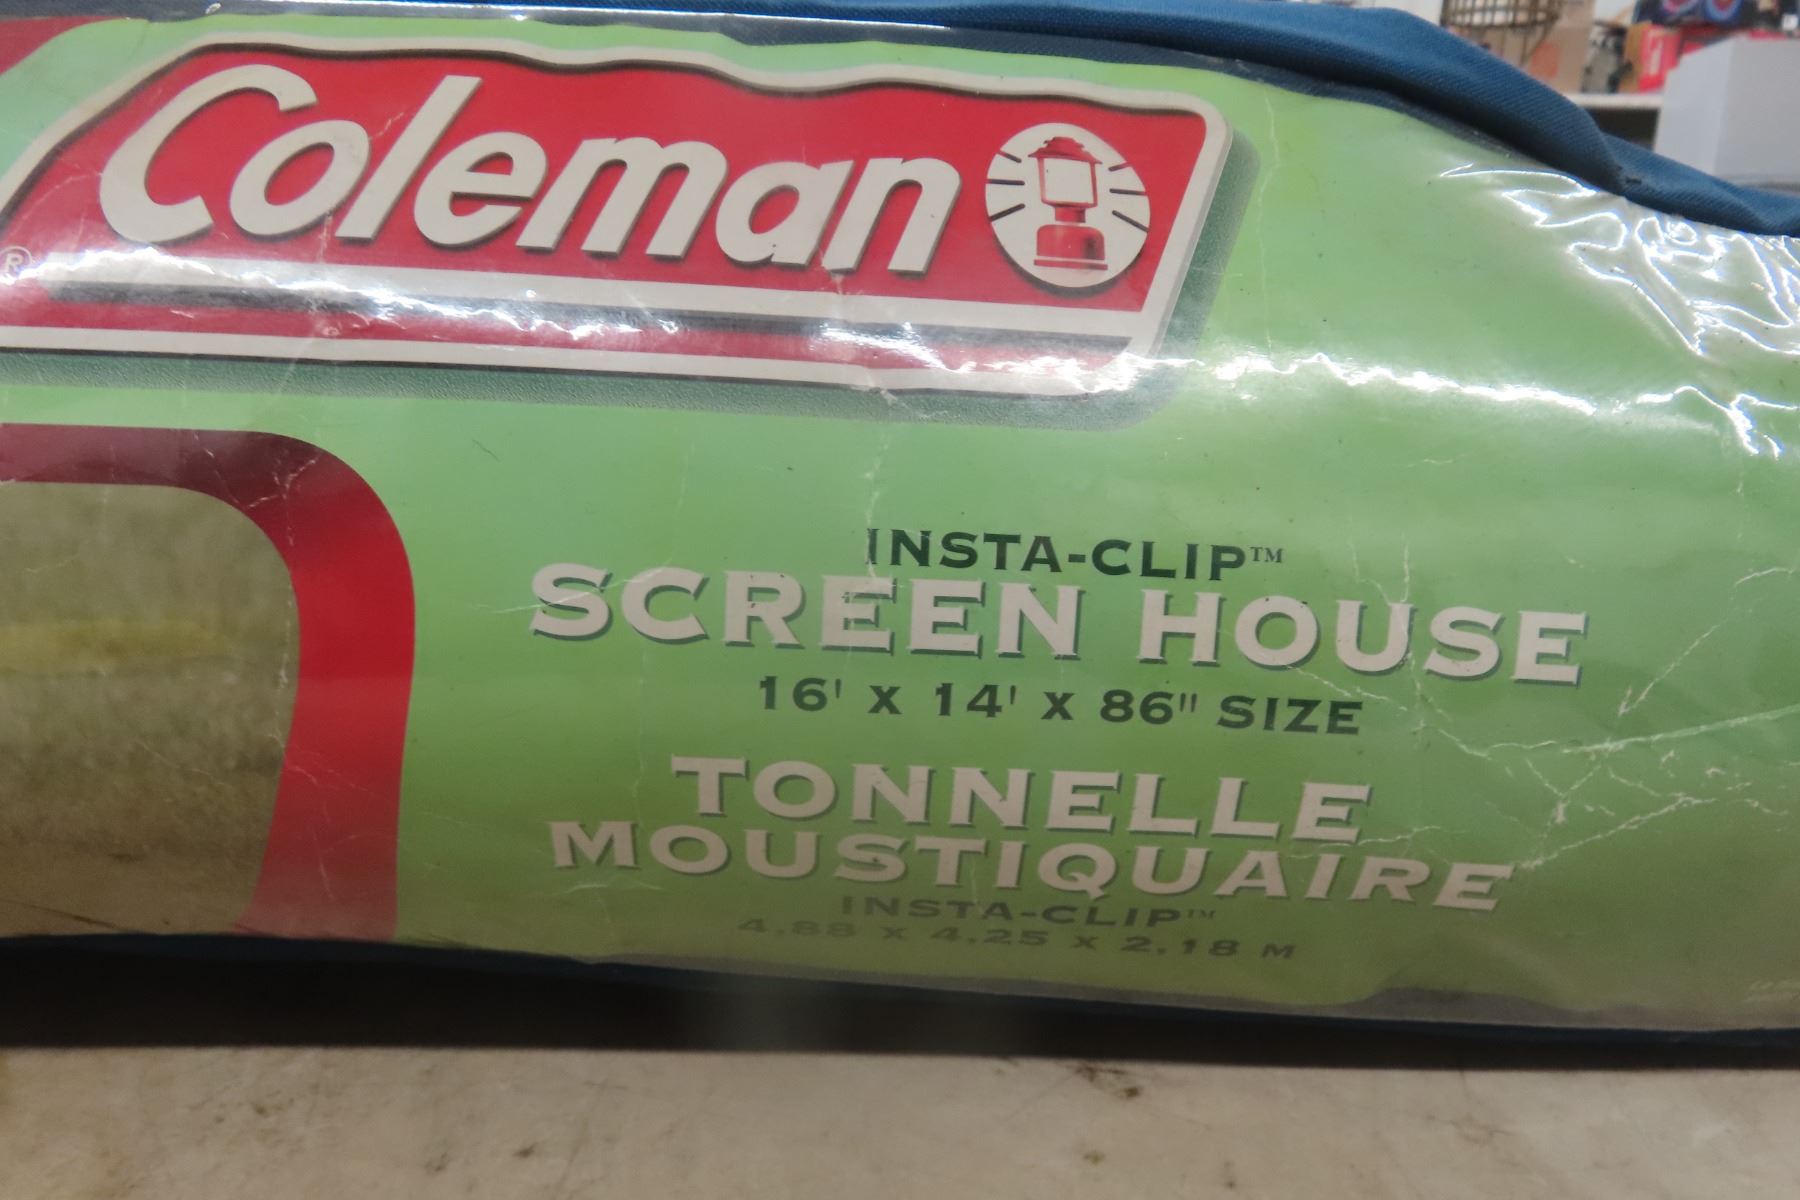 Coleman
®
INSTA-CLIP™
SCREEN HOUSE
16' X 14' X 86" SIZE
TONNELLE
MOUSTIQUAIRE
INSTA-CLIP™
4.88 X 4.25 X 2.18 M